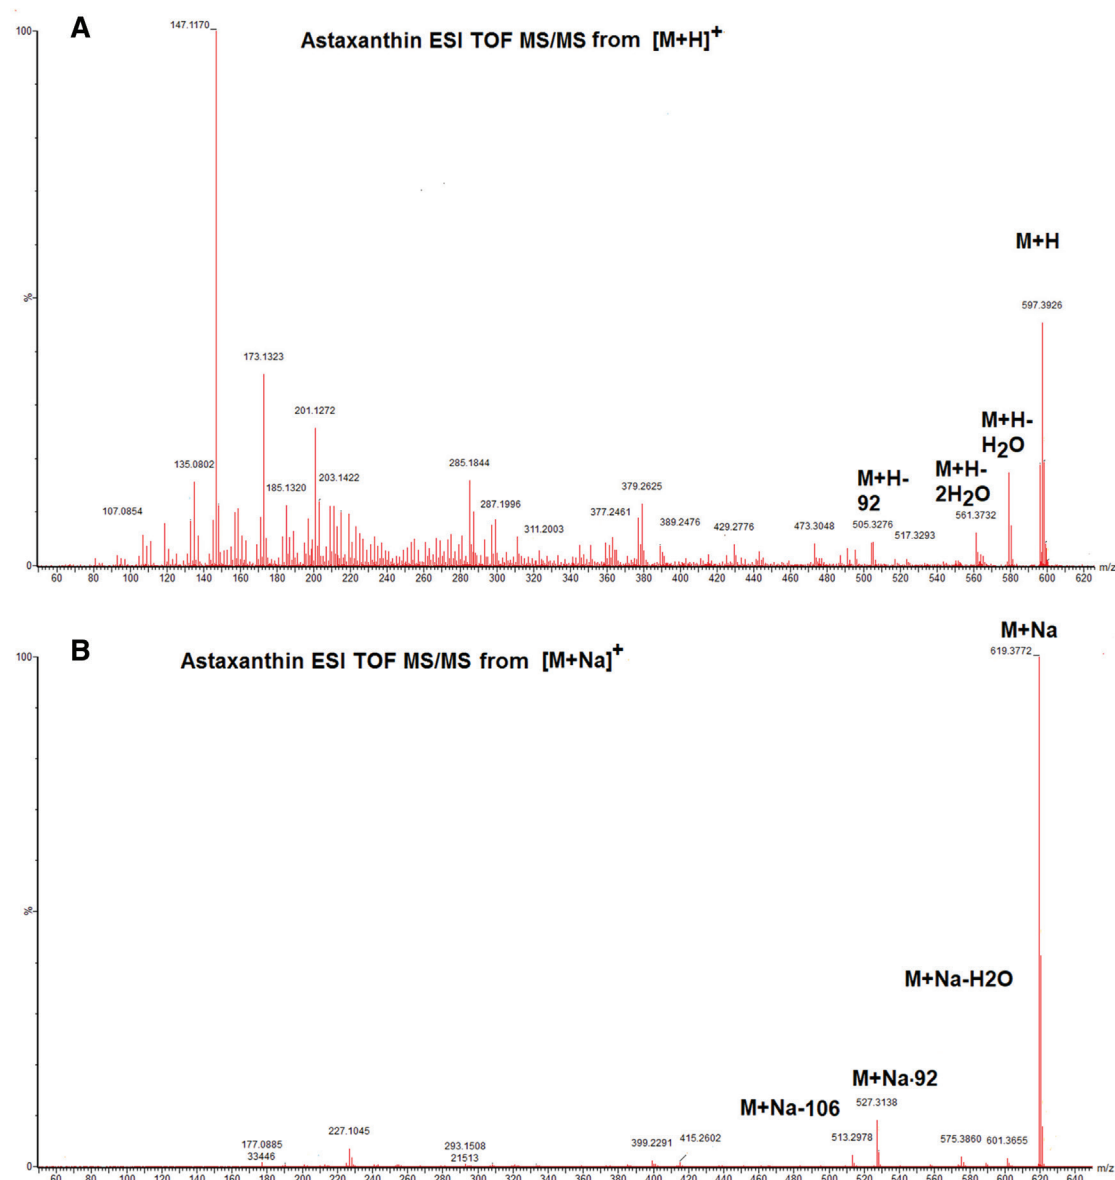 A
Astaxanthin ESI TOF MS/MS from [M+H]+
100
%
0
147.1170
173.1323
201.1272
135.0802
185.1320
203.1422
107.0854
285.1844
287.1996
311.2003
377.2461
379.2625
389.2476
429.2776
473.3048
M+H-
92
505.3276
517.3293
M+H-
2H2O
561.3732
M+H-
H2O
M+H
597.3926
60 80 100 120 140 160 180 200 220 240 260 280 300 320 340 360 380 400 420 440 460 480 500 520 540 560 580 600 620 m/z
B
Astaxanthin ESI TOF MS/MS from [M+Na]+
100
%
0
M+Na
619.3772
M+Na-H2O
M+Na·92
527.3138
M+Na-106
513.2978
575.3860
601.3655
177.0885
33446
227.1045
293.1508
21513
399.2291
415.2602
60 80 100 120 140 160 180 200 220 240 260 280 300 320 340 360 380 400 420 440 460 480 500 520 540 560 580 600 620 640 m/z